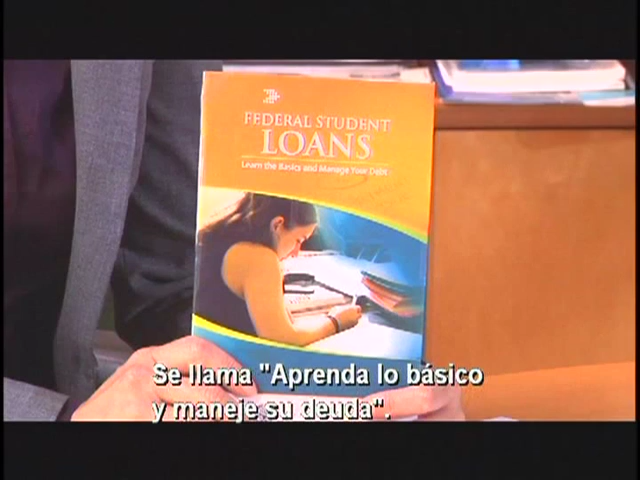 FEDERAL STUDENT
LOANS
Learn the Basics and Manage Your Debt
Se llama "Aprenda lo básico
y maneje su deuda".